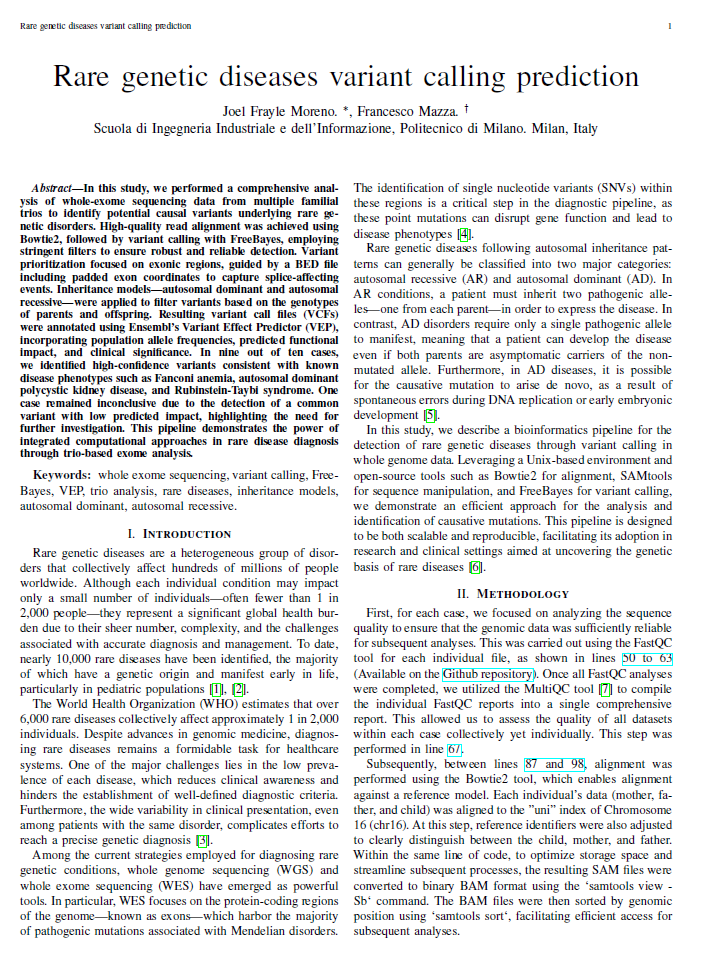 Rare genetic diseases variant calling prediction
1
Rare genetic diseases variant calling prediction
Joel Frayle Moreno. *, Francesco Mazza. †
Scuola di Ingegneria Industriale e dell'Informazione, Politecnico di Milano. Milan, Italy
Abstract—In this study, we performed a comprehensive anal-
ysis of whole-exome sequencing data from multiple familial
trios to identify potential causal variants underlying rare ge-
netic disorders. High-quality read alignment was achieved using
Bowtie2, followed by variant calling with FreeBayes, employing
stringent filters to ensure robust and reliable detection. Variant
prioritization focused on exonic regions, guided by a BED file
including padded exon coordinates to capture splice-affecting
events. Inheritance models—autosomal dominant and autosomal
recessive—were applied to filter variants based on the genotypes
of parents and offspring. Resulting variant call files (VCFs)
were annotated using Ensembl's Variant Effect Predictor (VEP),
incorporating population allele frequencies, predicted functional
impact, and clinical significance. In nine out of ten cases,
we identified high-confidence variants consistent with known
disease phenotypes such as Fanconi anemia, autosomal dominant
polycystic kidney disease, and Rubinstein-Taybi syndrome. One
case remained inconclusive due to the detection of a common
variant with low predicted impact, highlighting the need for
further investigation. This pipeline demonstrates the power of
integrated computational approaches in rare disease diagnosis
through trio-based exome analysis.
Keywords: whole exome sequencing, variant calling, Free-
Bayes, VEP, trio analysis, rare diseases, inheritance models,
autosomal dominant, autosomal recessive.
I. Introduction
Rare genetic diseases are a heterogeneous group of disor-
ders that collectively affect hundreds of millions of people
worldwide. Although each individual condition may impact
only a small number of individuals—often fewer than 1 in
2,000 people—they represent a significant global health bur-
den due to their sheer number, complexity, and the challenges
associated with accurate diagnosis and management. To date,
nearly 10,000 rare diseases have been identified, the majority
of which have a genetic origin and manifest early in life,
particularly in pediatric populations [1], [2].
The World Health Organization (WHO) estimates that over
6,000 rare diseases collectively affect approximately 1 in 2,000
individuals. Despite advances in genomic medicine, diagnos-
ing rare diseases remains a formidable task for healthcare
systems. One of the major challenges lies in the low preva-
lence of each disease, which reduces clinical awareness and
hinders the establishment of well-defined diagnostic criteria.
Furthermore, the wide variability in clinical presentation, even
among patients with the same disorder, complicates efforts to
reach a precise genetic diagnosis [3].
Among the current strategies employed for diagnosing rare
genetic conditions, whole genome sequencing (WGS) and
whole exome sequencing (WES) have emerged as powerful
tools. In particular, WES focuses on the protein-coding regions
of the genome—known as exons—which harbor the majority
of pathogenic mutations associated with Mendelian disorders.
The identification of single nucleotide variants (SNVs) within
these regions is a critical step in the diagnostic pipeline, as
these point mutations can disrupt gene function and lead to
disease phenotypes [4].
Rare genetic diseases following autosomal inheritance pat-
terns can generally be classified into two major categories:
autosomal recessive (AR) and autosomal dominant (AD). In
AR conditions, a patient must inherit two pathogenic alle-
les—one from each parent—in order to express the disease. In
contrast, AD disorders require only a single pathogenic allele
to manifest, meaning that a patient can develop the disease
even if both parents are asymptomatic carriers of the non-
mutated allele. Furthermore, in AD diseases, it is possible
for the causative mutation to arise de novo, as a result of
spontaneous errors during DNA replication or early embryonic
development [5].
In this study, we describe a bioinformatics pipeline for the
detection of rare genetic diseases through variant calling in
whole genome data. Leveraging a Unix-based environment and
open-source tools such as Bowtie2 for alignment, SAMtools
for sequence manipulation, and FreeBayes for variant calling,
we demonstrate an efficient approach for the analysis and
identification of causative mutations. This pipeline is designed
to be both scalable and reproducible, facilitating its adoption in
research and clinical settings aimed at uncovering the genetic
basis of rare diseases [6].
II. Methodology
First, for each case, we focused on analyzing the sequence
quality to ensure that the genomic data was sufficiently reliable
for subsequent analyses. This was carried out using the FastQC
tool for each individual file, as shown in lines 50 to 63
(Available on the Github repository). Once all FastQC analyses
were completed, we utilized the MultiQC tool [7] to compile
the individual FastQC reports into a single comprehensive
report. This allowed us to assess the quality of all datasets
within each case collectively yet individually. This step was
performed in line 67.
Subsequently, between lines 87 and 98, alignment was
performed using the Bowtie2 tool, which enables alignment
against a reference model. Each individual's data (mother, fa-
ther, and child) was aligned to the "uni" index of Chromosome
16 (chr16). At this step, reference identifiers were also adjusted
to clearly distinguish between the child, mother, and father.
Within the same line of code, to optimize storage space and
streamline subsequent processes, the resulting SAM files were
converted to binary BAM format using the 'samtools view -
Sb' command. The BAM files were then sorted by genomic
position using 'samtools sort', facilitating efficient access for
subsequent analyses.